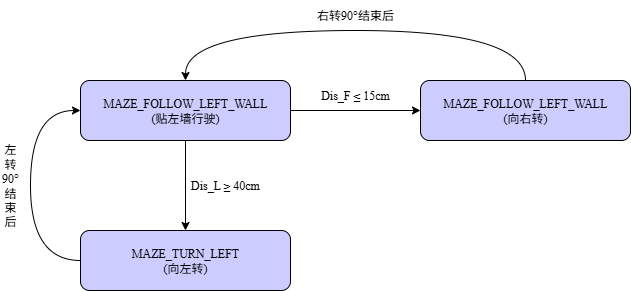 右转90°结束后
MAZE_FOLLOW_LEFT_WALL
(贴左墙行驶)
Dis_F ≤ 15cm
MAZE_FOLLOW_LEFT_WALL
(向右转)
左
转
90°
结
束
后
Dis_L ≥ 40cm
MAZE_TURN_LEFT
(向左转)